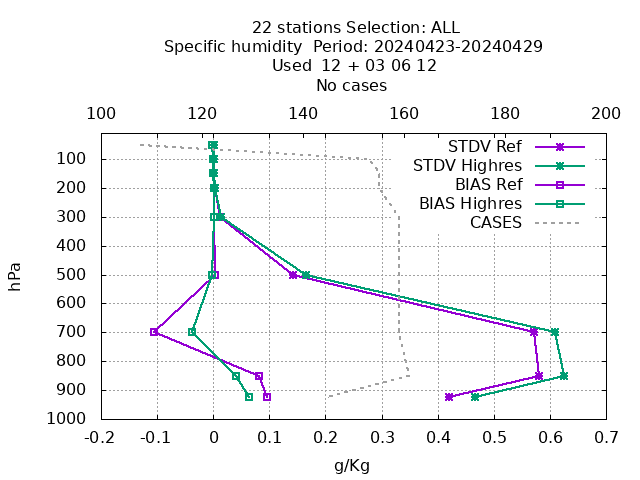 22 stations Selection: ALL
Specific humidity  Period: 20240423-20240429
Used  12 + 03 06 12
No cases
100 120 140 160 180 200
STDV Ref
STDV Highres
BIAS Ref
BIAS Highres
CASES
100
200
300
400
500
600
700
800
900
1000
hPa
-0.2 -0.1 0 0.1 0.2 0.3 0.4 0.5 0.6 0.7
g/Kg